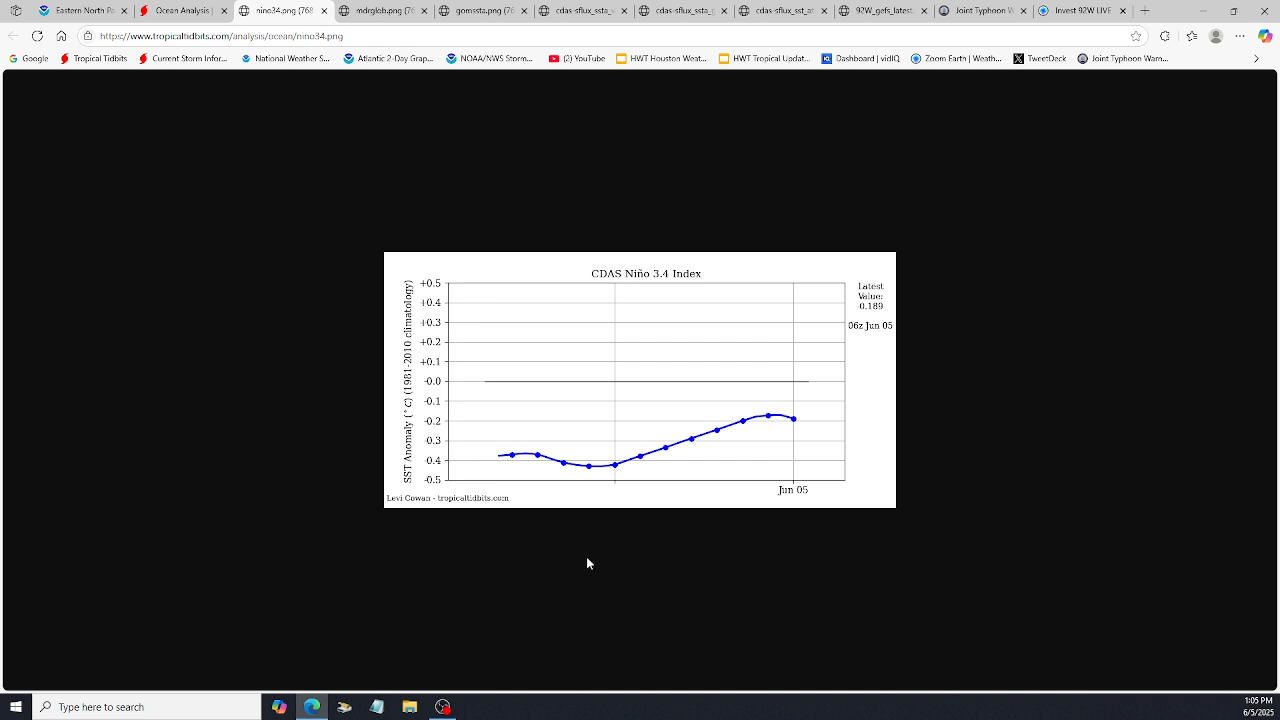 Eastern North Pa
Ocean Analysis |
nino34.png (768
ndrglob.png (76
gomssta.png (76
cdas-sflux_ssta_
cdas-sflux_ssta_g
cdas-sflux_sst_at
92W_gefs_latest.
Joint Typhoon W
Invest 92W LIVE
https://www.tropicaltidbits.com/analysis/ocean/nino34.png
Google
Tropical Tidbits
Current Storm Infor...
National Weather S...
Atlantic 2-Day Grap...
NOAA/NWS Storm...
(2) YouTube
HWT Houston Weat...
HWT Tropical Updat...
Dashboard | vidIQ
Zoom Earth | Weath...
TweetDeck
Joint Typhoon Warn...
CDAS Niño 3.4 Index
SST Anomaly (°C) (1981-2010 climatology)
+0.5
+0.4
+0.3
+0.2
+0.1
-0.0
-0.1
-0.2
-0.3
-0.4
-0.5
Latest
Value:
-0.189
06z Jun 05
Jun 05
Levi Cowan - tropicaltidbits.com
Type here to search
1:05 PM
6/5/2025